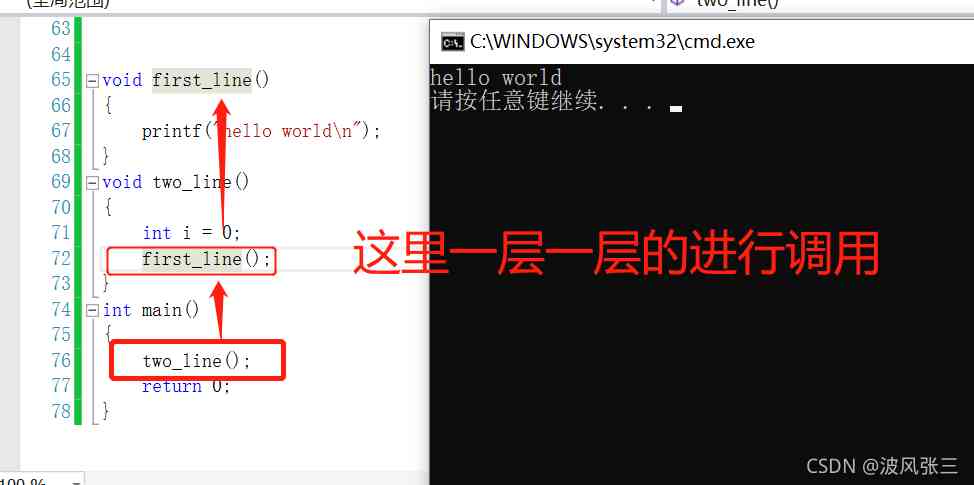 (全局范围)
two_line()
63
64
65 void first_line()
66 {
67 printf("hello world\n");
68 }
69 void two_line()
70 {
71 int i = 0;
72 first_line();
73 }
74 int main()
75 {
76 two_line();
77 return 0;
78 }
100 %
C:\WINDOWS\system32\cmd.exe
hello world
请按任意键继续. . .
这里一层一层的进行调用
CSDN @波风张三